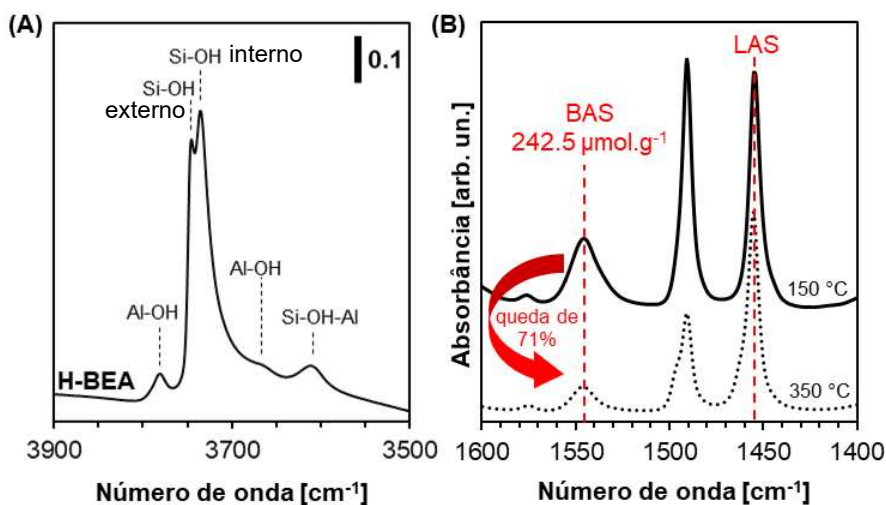 (A)
Si-OH interno
Si-OH
externo
0.1
Al-OH
Al-OH
Si-OH-Al
H-BEA
3900
3700
3500
Número de onda [cm-1]
(B)
LAS
BAS
242.5 µmol.g-1
Absorbância [arb. un.]
queda de
71%
150 °C
350 °C
1600
1550
1500
1450
1400
Número de onda [cm-1]